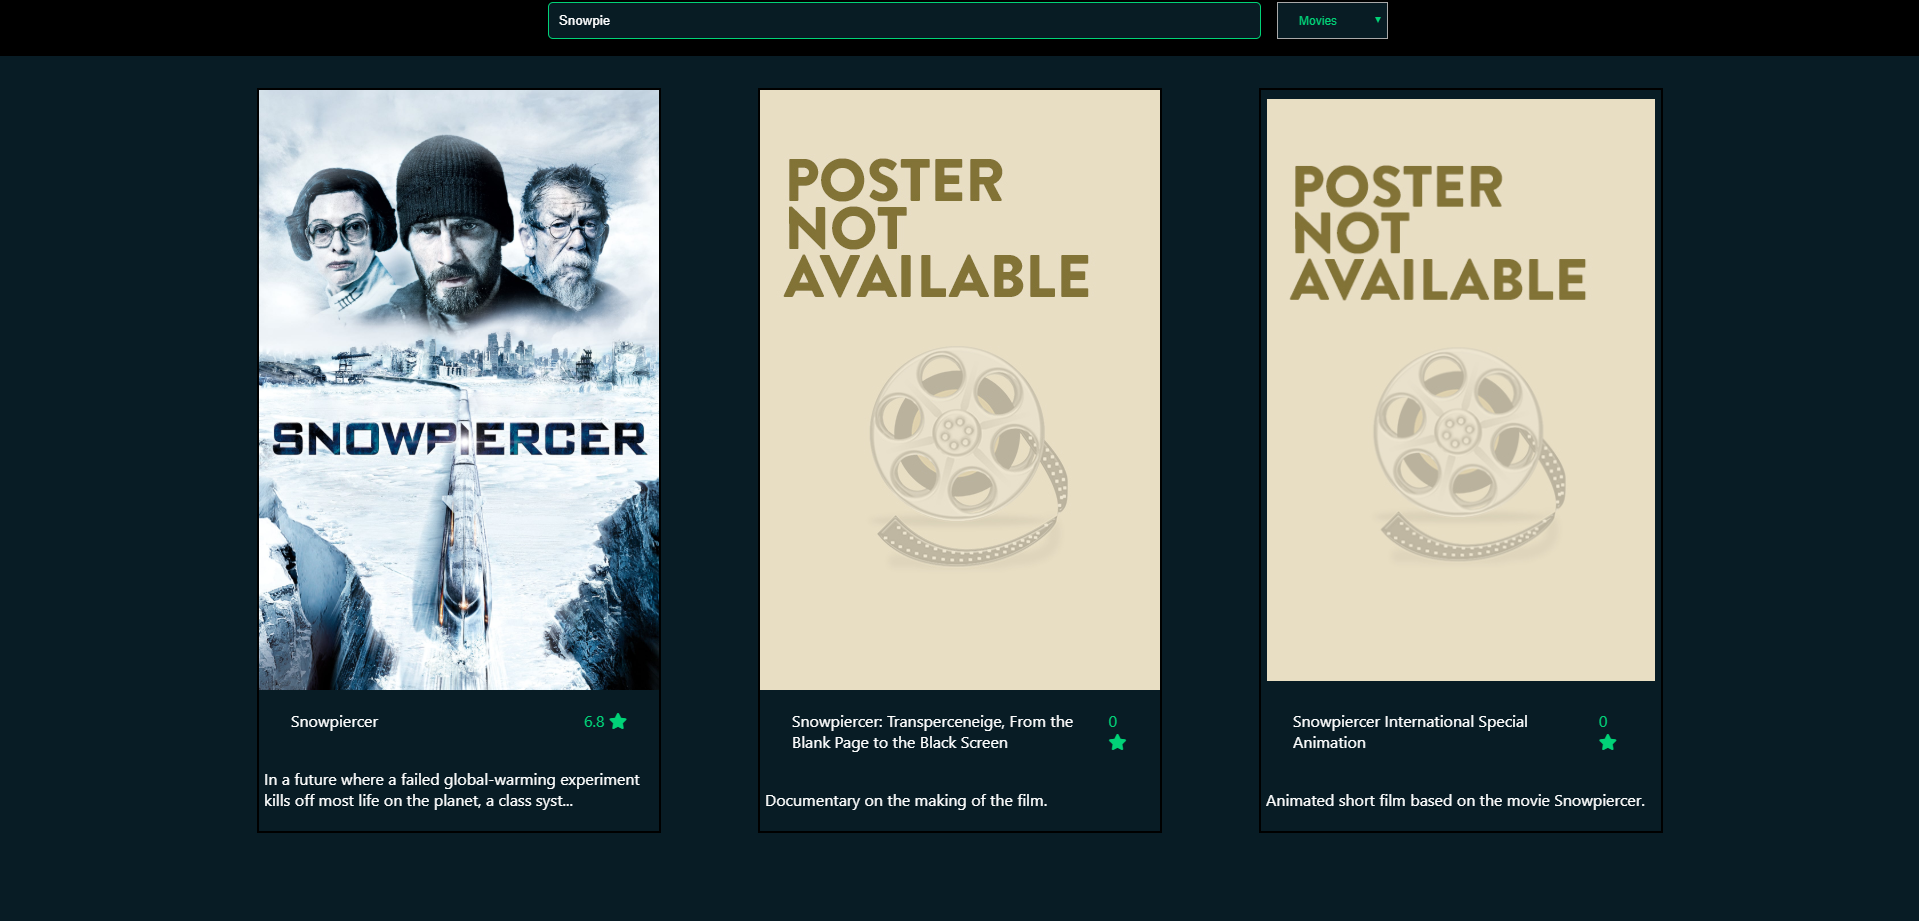 Snowpie
Movies
SNOWPIERCER
Snowpiercer
6.8
In a future where a failed global-warming experiment
kills off most life on the planet, a class syst...
POSTER
NOT
AVAILABLE
Snowpiercer: Transperceneige, From the
Blank Page to the Black Screen
0
Documentary on the making of the film.
POSTER
NOT
AVAILABLE
Snowpiercer International Special
Animation
0
Animated short film based on the movie Snowpiercer.